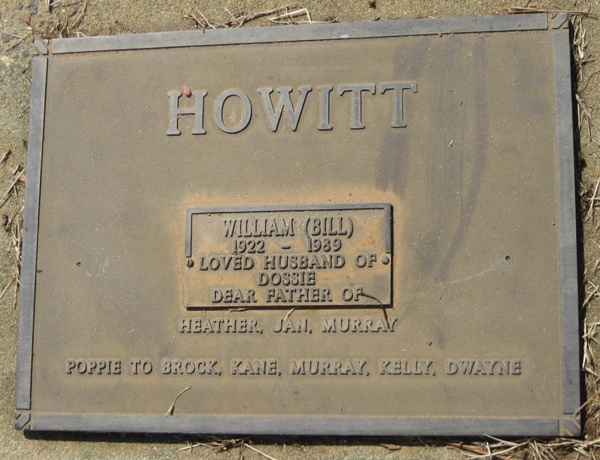 HOWITT
WILLIAM (BILL)
1922 - 1989
LOVED HUSBAND OF
DOSSIE
DEAR FATHER OF
HEATHER, JAN, MURRAY
POPPIE TO BROCK, KANE, MURRAY, KELLY, DWAYNE